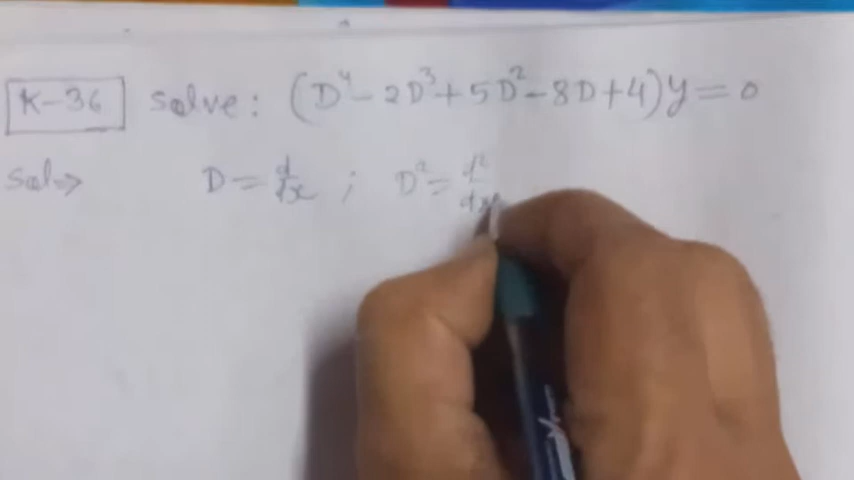 K-36 Solve: (D⁴ - 2D³ + 5D² - 8D + 4)y = 0
Sol⇒ D = d/dx ; D² = d²/dx²